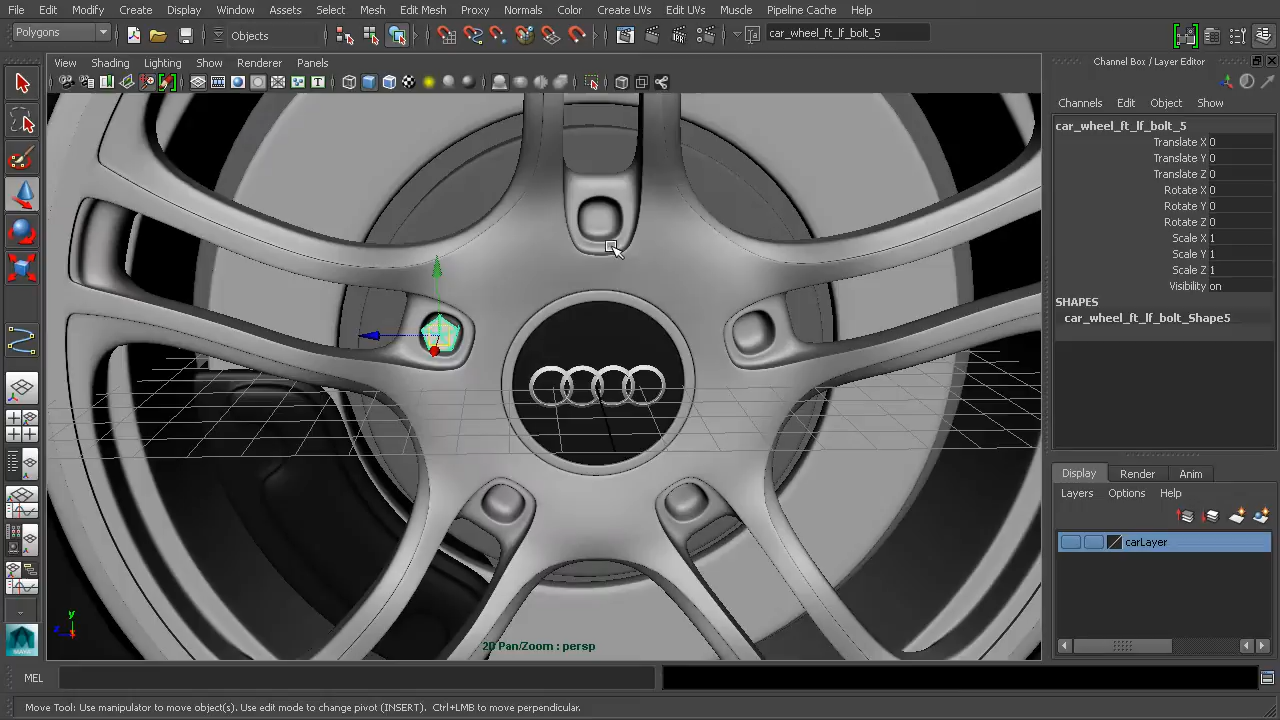 File Edit Modify Create Display Window Assets Select Mesh Edit Mesh Proxy Normals Color Create UVs Edit UVs Muscle Pipeline Cache Help
Polygons Objects car_wheel_ft_lf_bolt_5
View Shading Lighting Show Renderer Panels
Channel Box / Layer Editor
Channels Edit Object Show
car_wheel_ft_lf_bolt_5
Translate X 0
Translate Y 0
Translate Z 0
Rotate X 0
Rotate Y 0
Rotate Z 0
Scale X 1
Scale Y 1
Scale Z 1
Visibility on
SHAPES
car_wheel_ft_lf_bolt_Shape5
Display Render Anim
Layers Options Help
carLayer
y
z
2D Pan/Zoom : persp
MEL
Move Tool: Use manipulator to move object(s). Use edit mode to change pivot (INSERT). Ctrl+LMB to move perpendicular.